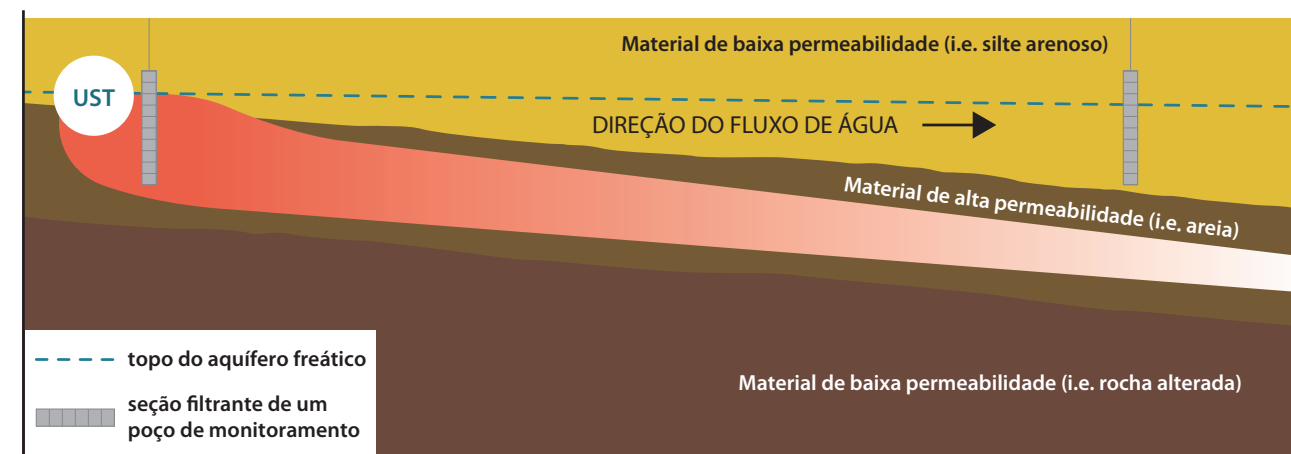 Material de baixa permeabilidade (i.e. silte arenoso)
UST
DIREÇÃO DO FLUXO DE ÁGUA
Material de alta permeabilidade (i.e. areia)
topo do aquífero freático
seção filtrante de um
poço de monitoramento
Material de baixa permeabilidade (i.e. rocha alterada)